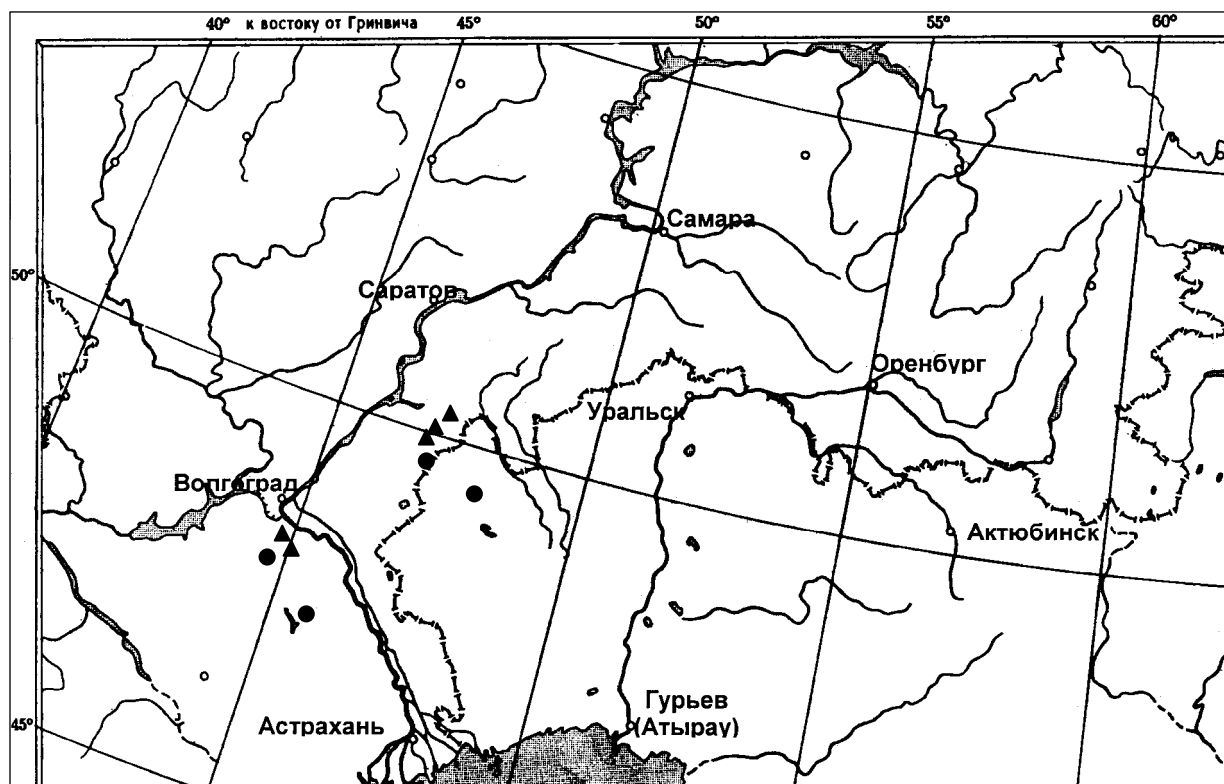 40° к востоку от Гринвича 45° 50° 55° 60°
Самара
50°
Саратов
Оренбург
Уральск
Волгоград
Актюбинск
Гурьев
(Атырау)
Астрахань
45°